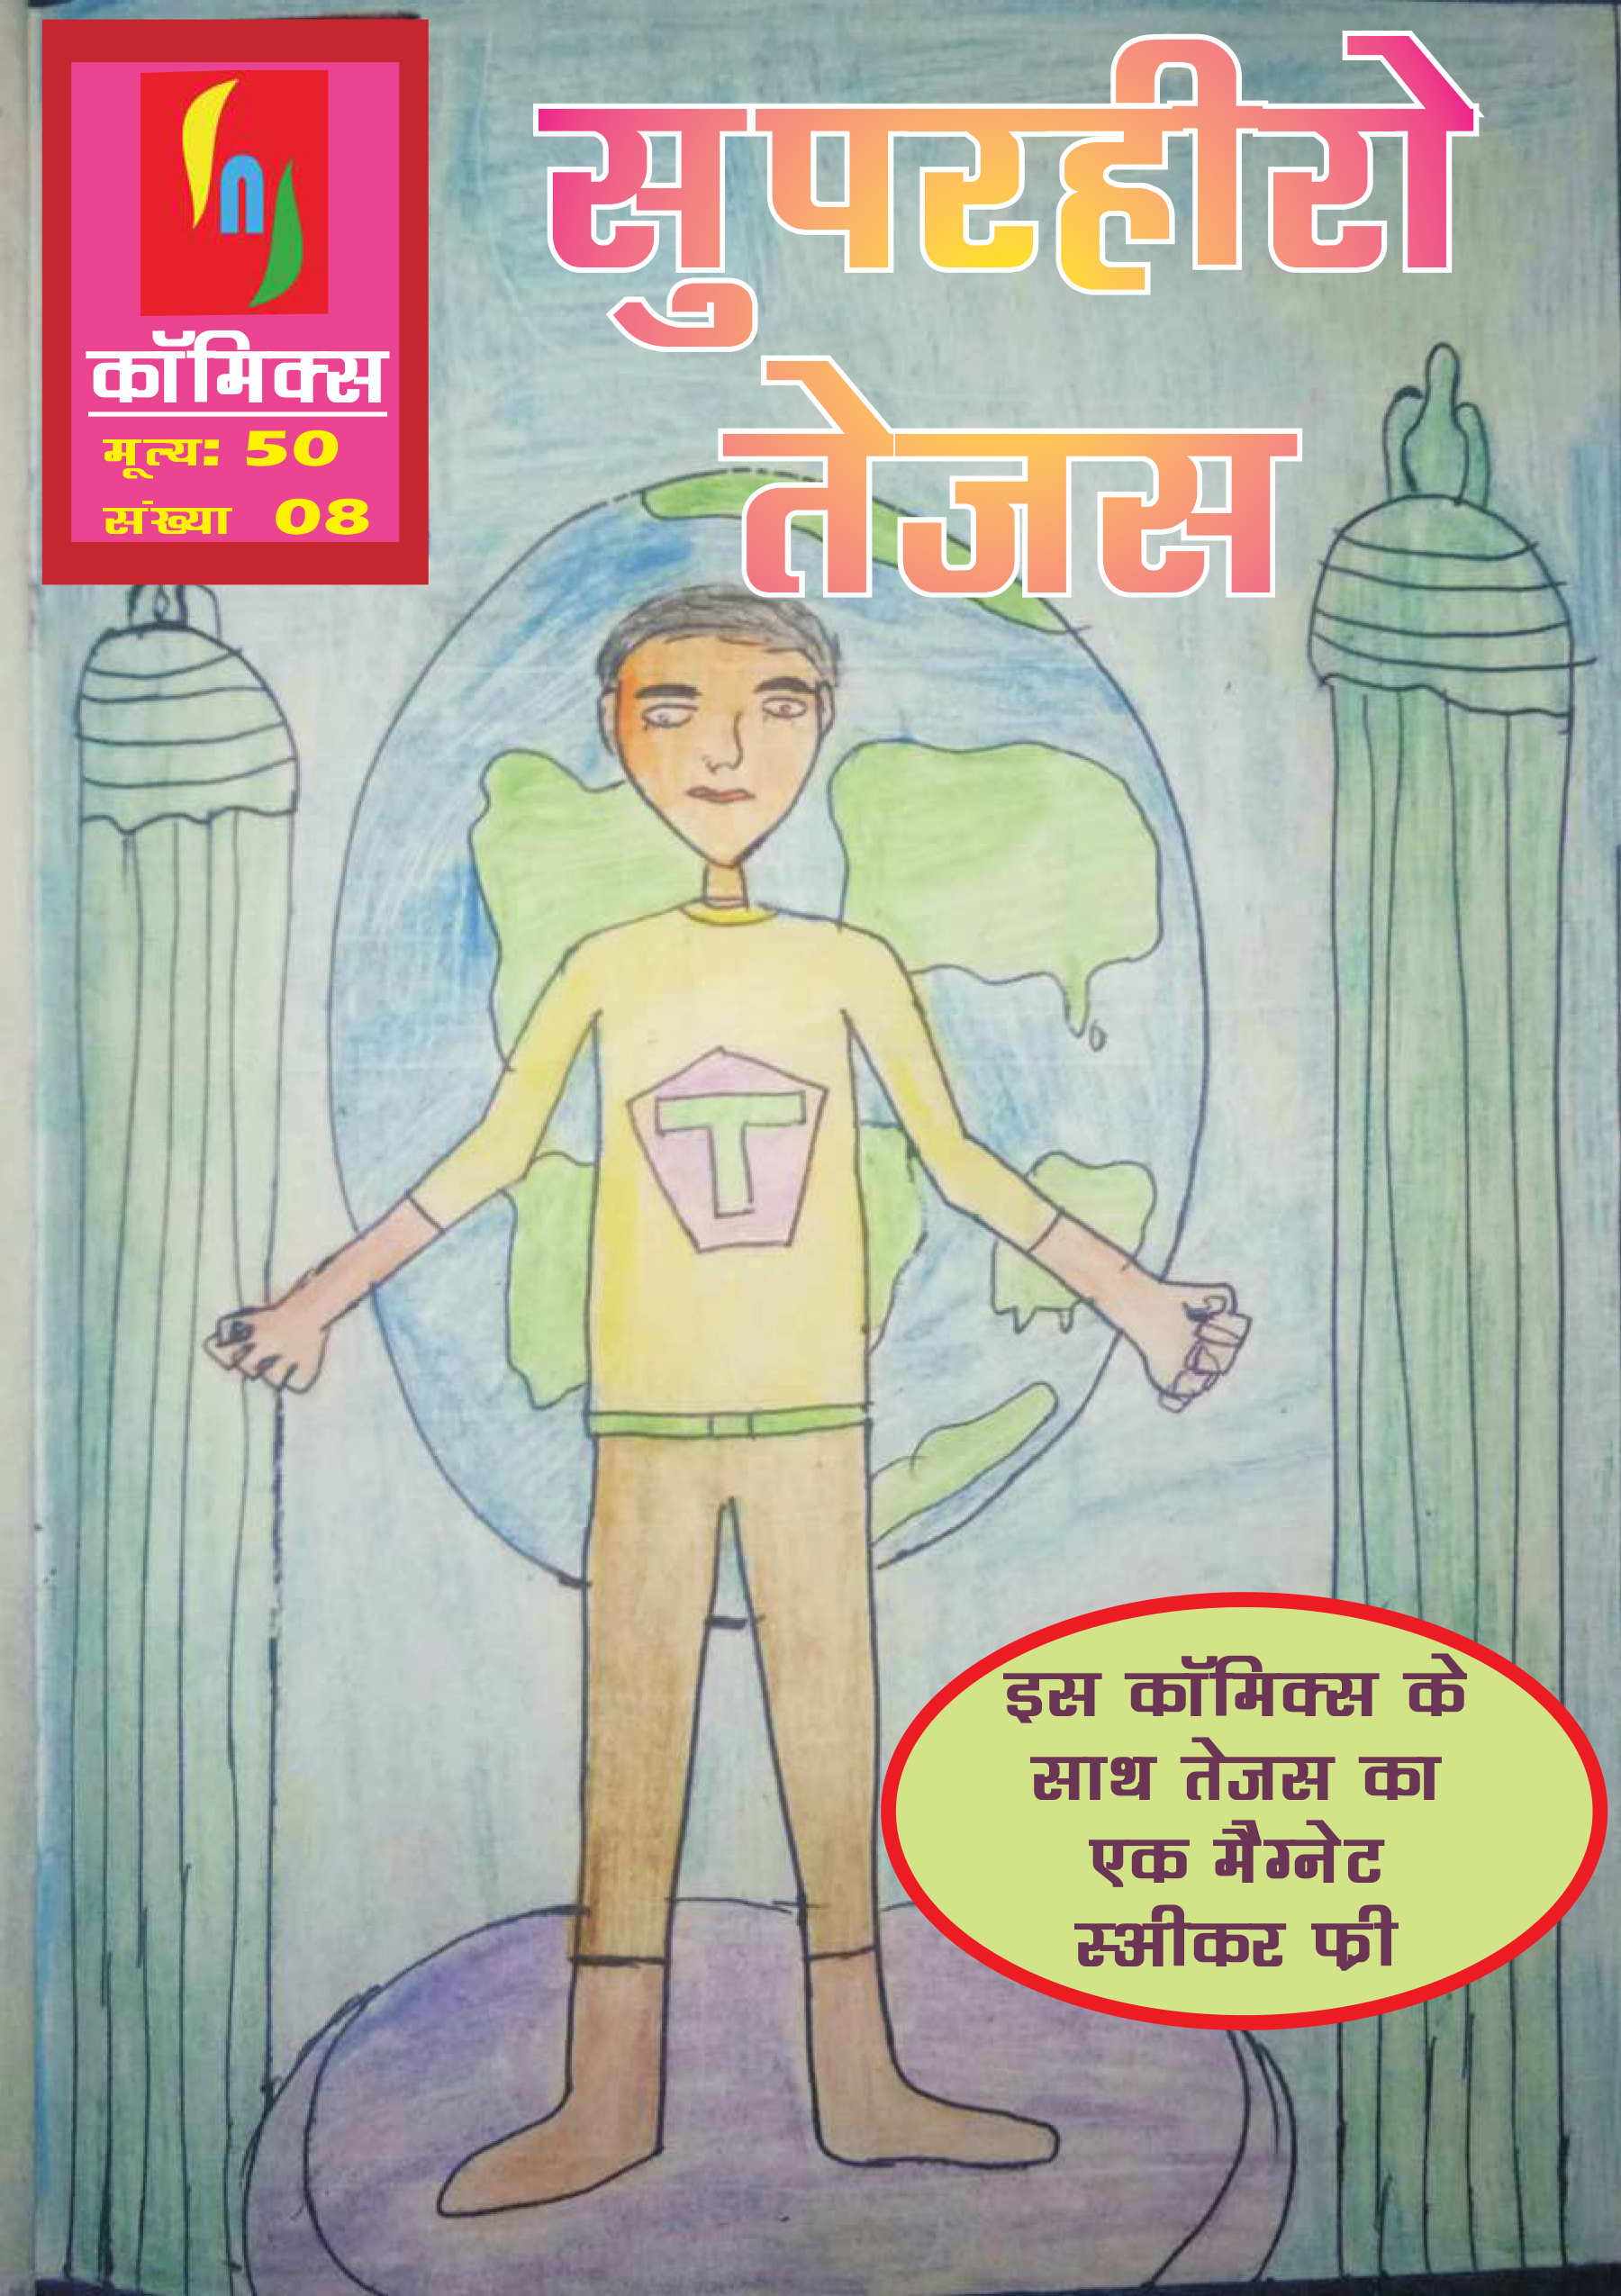 n
कॉमिक्स
मूल्य: 50
संख्या 08
सुपरहीरो
तेजस
T
इस कॉमिक्स के
साथ तेजस का
एक मैग्नेट
स्अीकर फ्री